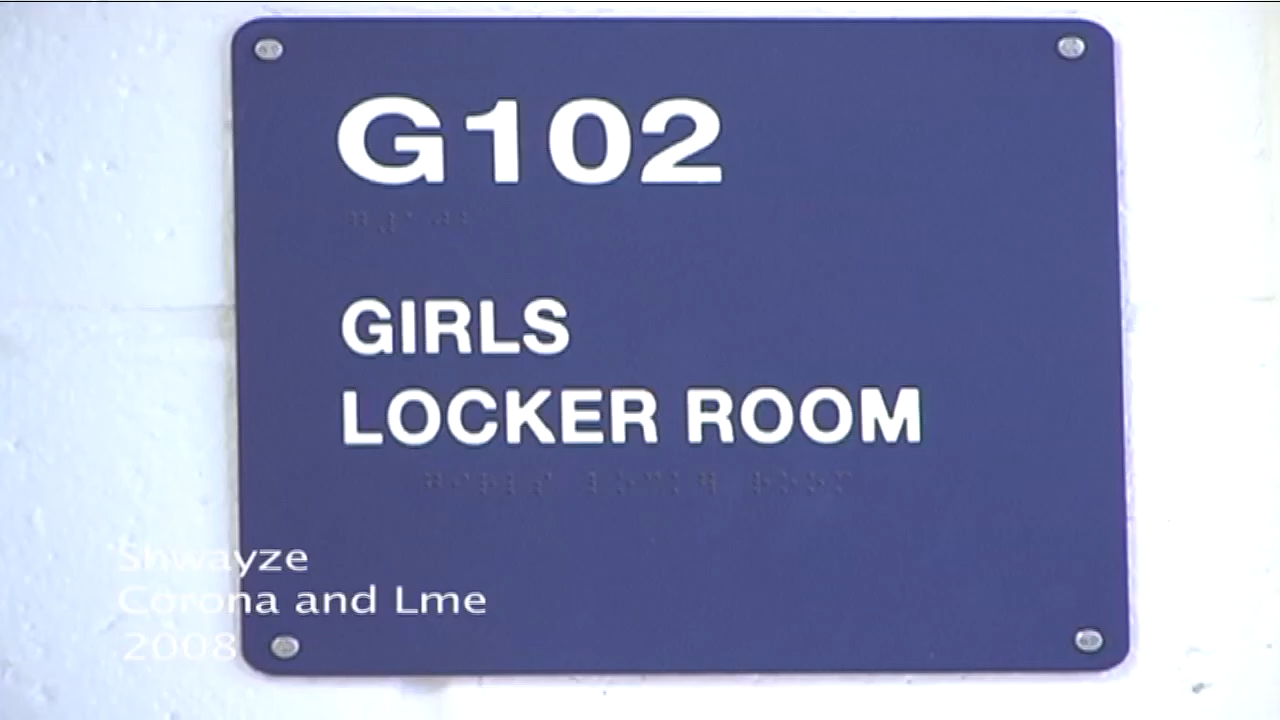 G102
GIRLS
LOCKER ROOM
Shwayze
Corona and Lme
2008